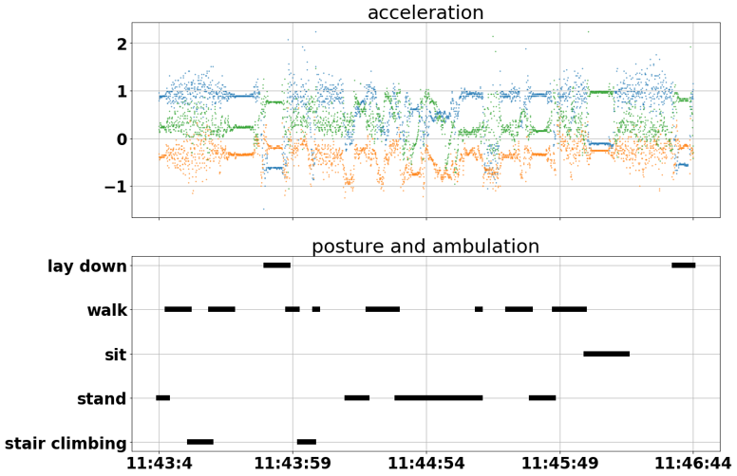 acceleration
2
1
0
−1
posture and ambulation
lay down
walk
sit
stand
stair climbing
11:43:4 11:43:59 11:44:54 11:45:49 11:46:44